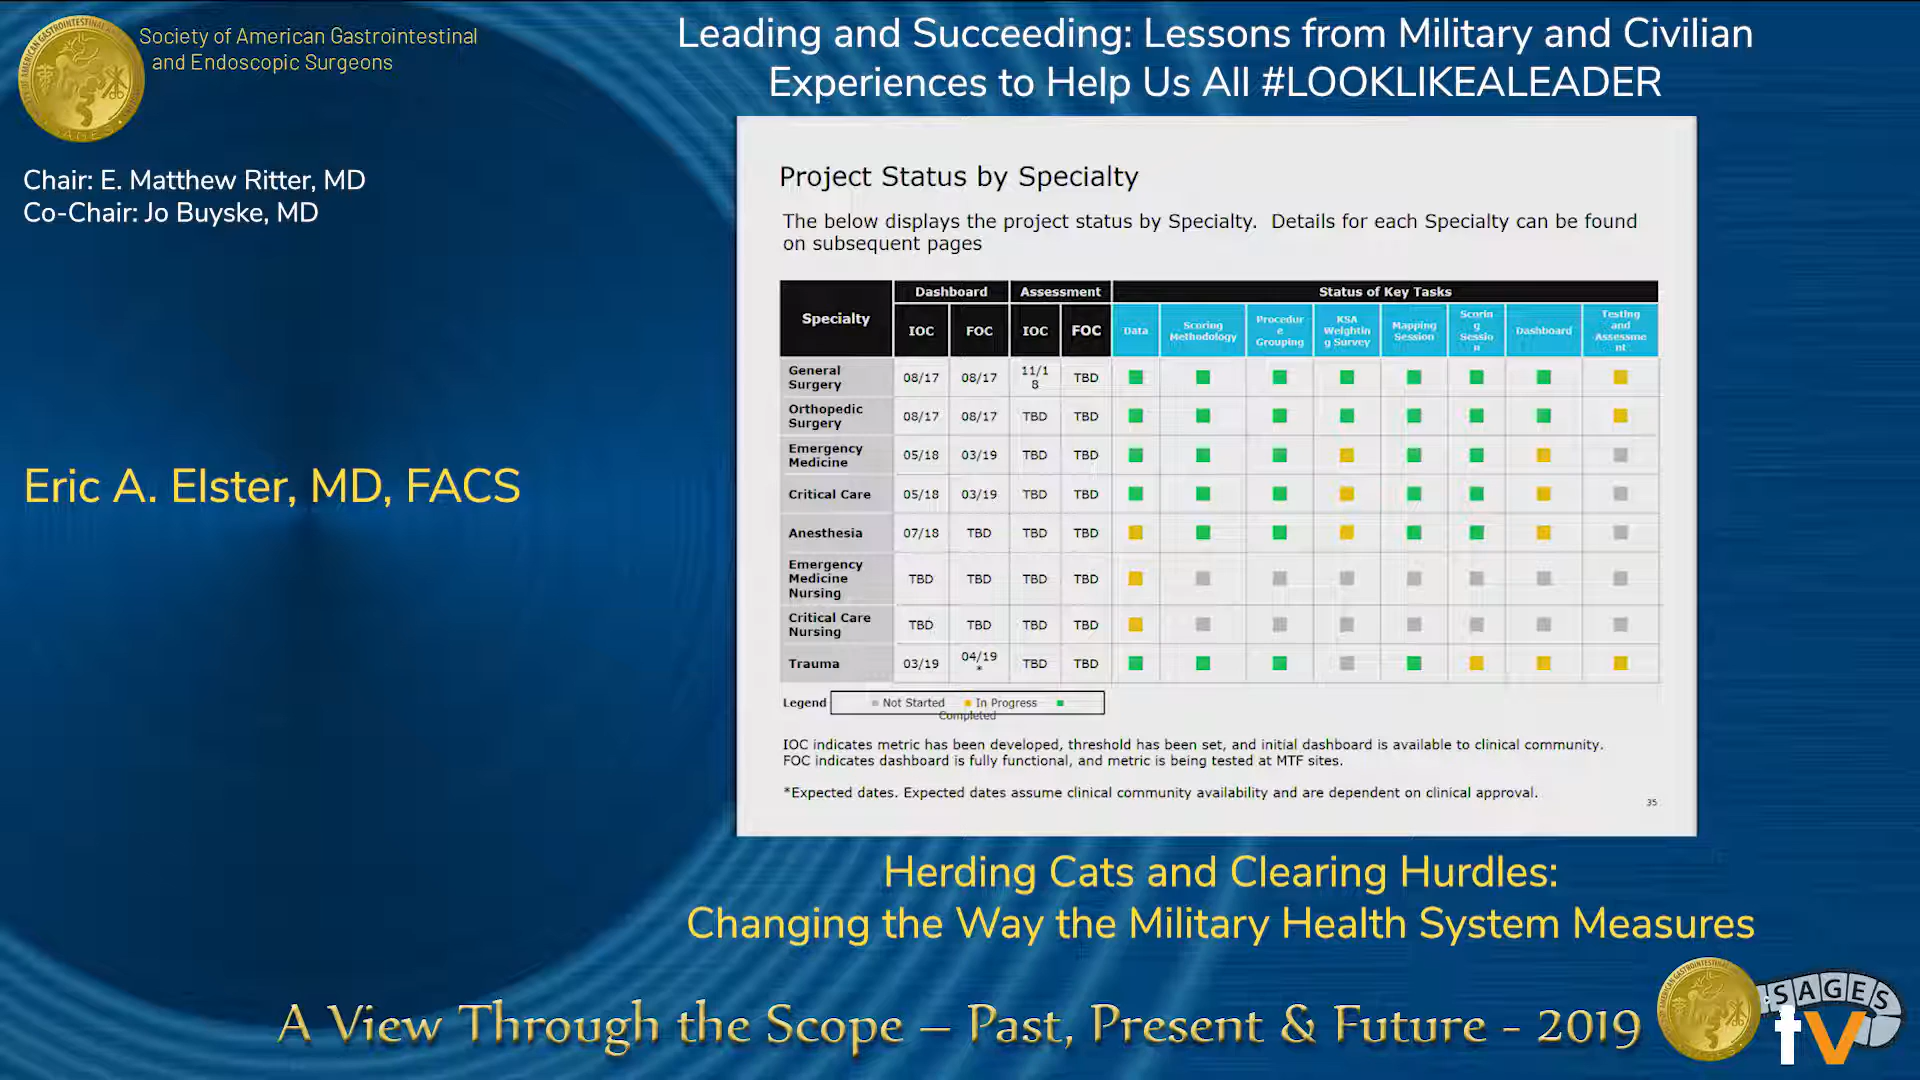 Society of American Gastrointestinal
and Endoscopic Surgeons
Leading and Succeeding: Lessons from Military and Civilian
Experiences to Help Us All #LOOKLIKEALEADER
Chair: E. Matthew Ritter, MD
Co-Chair: Jo Buyske, MD
Eric A. Elster, MD, FACS
Project Status by Specialty
The below displays the project status by Specialty. Details for each Specialty can be found
on subsequent pages
Specialty Dashboard Assessment Status of Key Tasks
IOC FOC IOC FOC Data Scoring Methodology Procedur e Grouping KSA Weightin g Survey Mapping Session Scorin g Sessio n Dashboard Testing and Assessme nt
General Surgery 08/17 08/17 11/1 8 TBD
Orthopedic Surgery 08/17 08/17 TBD TBD
Emergency Medicine 05/18 03/19 TBD TBD
Critical Care 05/18 03/19 TBD TBD
Anesthesia 07/18 TBD TBD TBD
Emergency Medicine Nursing TBD TBD TBD TBD
Critical Care Nursing TBD TBD TBD TBD
Trauma 03/19 04/19 * TBD TBD
Legend Not Started In Progress
Completed
IOC indicates metric has been developed, threshold has been set, and initial dashboard is available to clinical community.
FOC indicates dashboard is fully functional, and metric is being tested at MTF sites.
*Expected dates. Expected dates assume clinical community availability and are dependent on clinical approval.
35
Herding Cats and Clearing Hurdles:
Changing the Way the Military Health System Measures
A View Through the Scope – Past, Present & Future - 2019
SAGES
tv